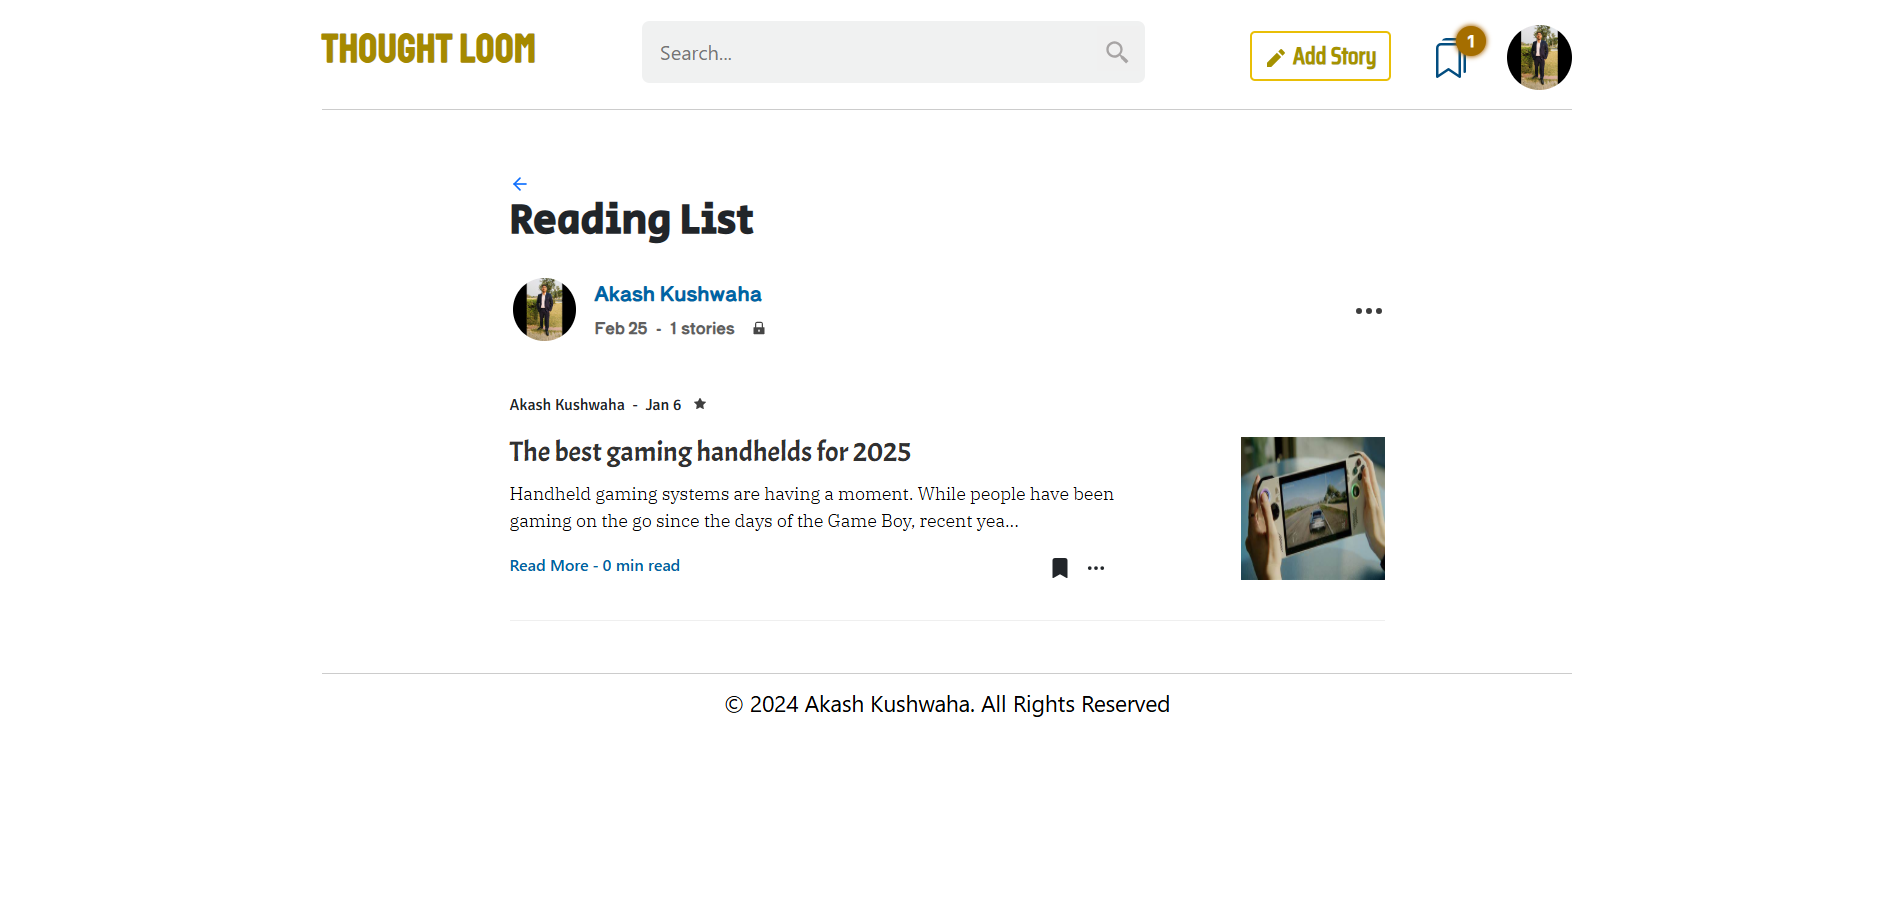 THOUGHT LOOM
Search...
Add Story
1
Reading List
Akash Kushwaha
Feb 25 - 1 stories
Akash Kushwaha - Jan 6
The best gaming handhelds for 2025
Handheld gaming systems are having a moment. While people have been
gaming on the go since the days of the Game Boy, recent yea...
Read More - 0 min read
© 2024 Akash Kushwaha. All Rights Reserved